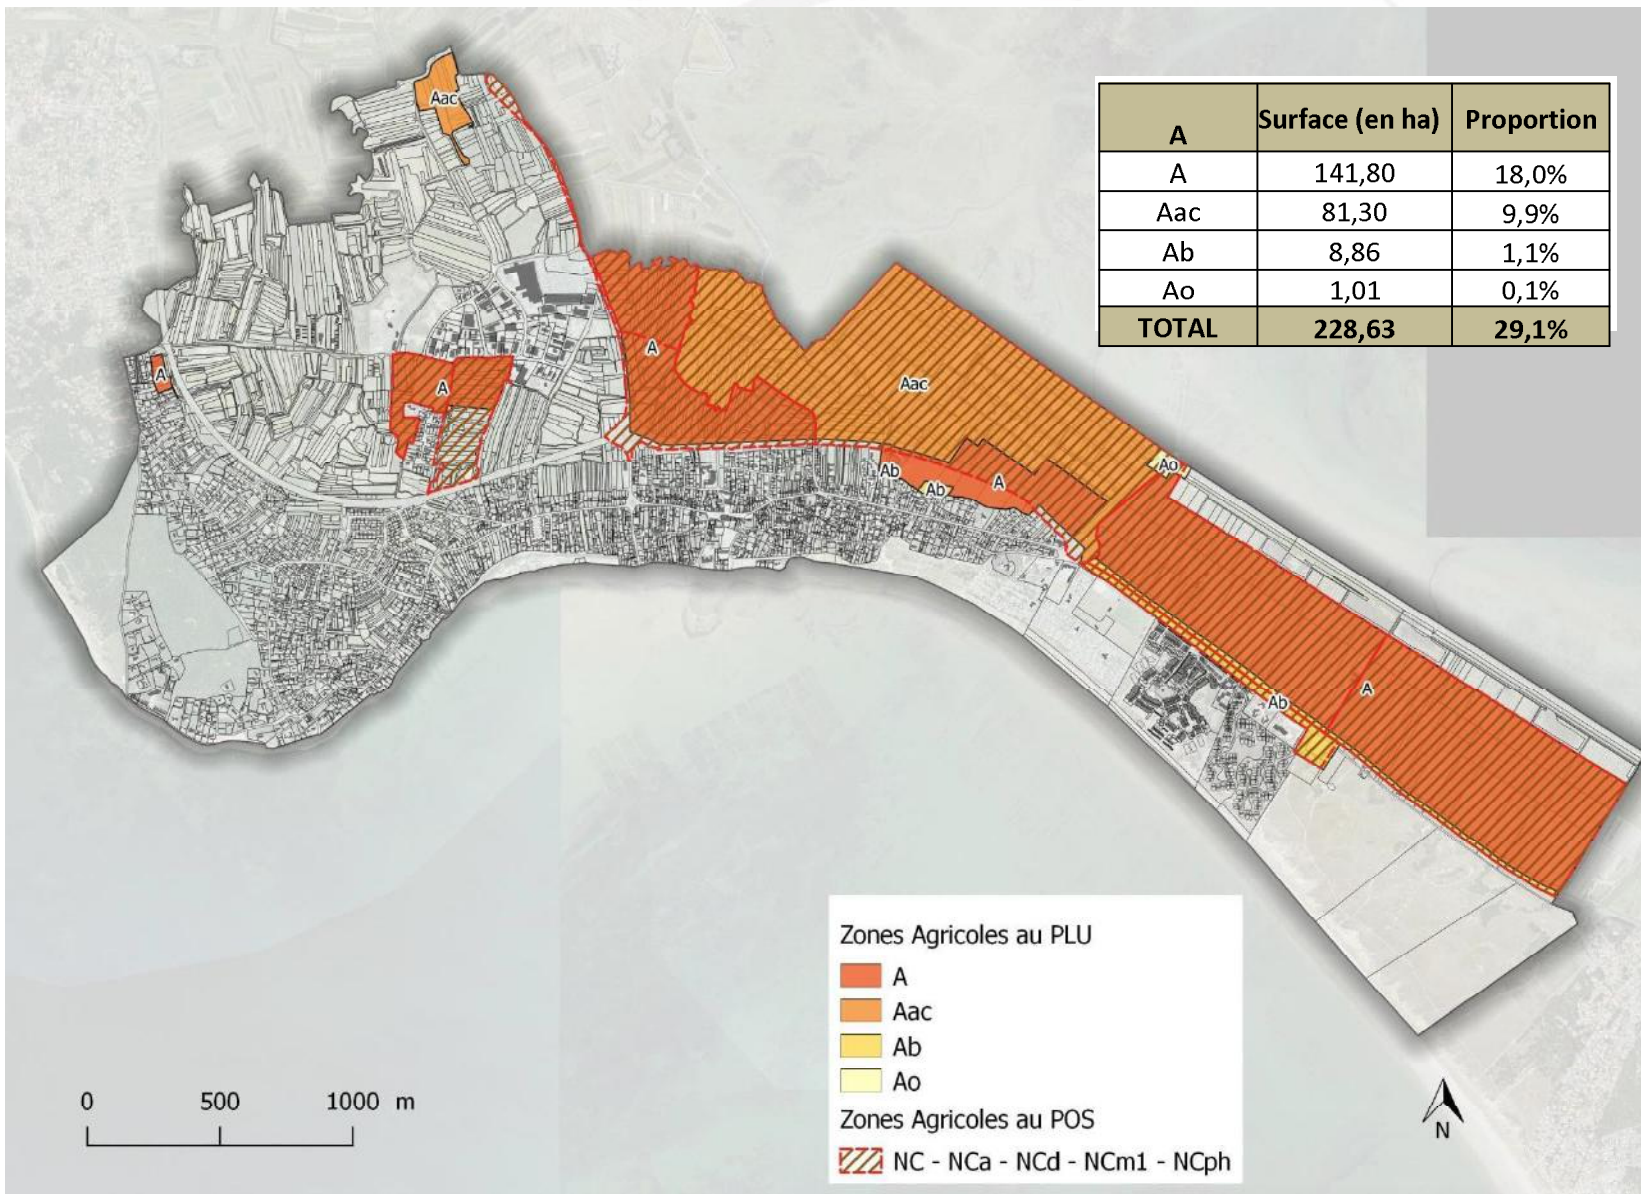 A Surface (en ha) Proportion
A 141,80 18,0%
Aac 81,30 9,9%
Ab 8,86 1,1%
Ao 1,01 0,1%
TOTAL 228,63 29,1%
Aac
A
A
A
Aac
Ao
Ab
Ab
A
A
Ab
Zones Agricoles au PLU
A
Aac
Ab
Ao
Zones Agricoles au POS
NC - NCa - NCd - NCm1 - NCph
0 500 1000 m
N